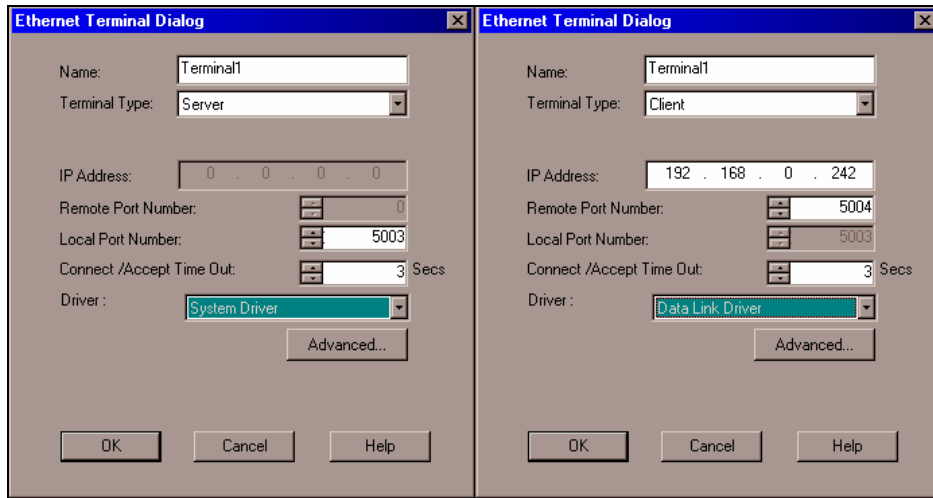 Ethernet Terminal Dialog
Name: Terminal1
Terminal Type: Server
IP Address: 0 . 0 . 0 . 0
Remote Port Number: 0
Local Port Number: 5003
Connect /Accept Time Out: 3 Secs
Driver : System Driver
Advanced...
OK Cancel Help
Ethernet Terminal Dialog
Name: Terminal1
Terminal Type: Client
IP Address: 192 . 168 . 0 . 242
Remote Port Number: 5004
Local Port Number: 5003
Connect /Accept Time Out: 3 Secs
Driver : Data Link Driver
Advanced...
OK Cancel Help